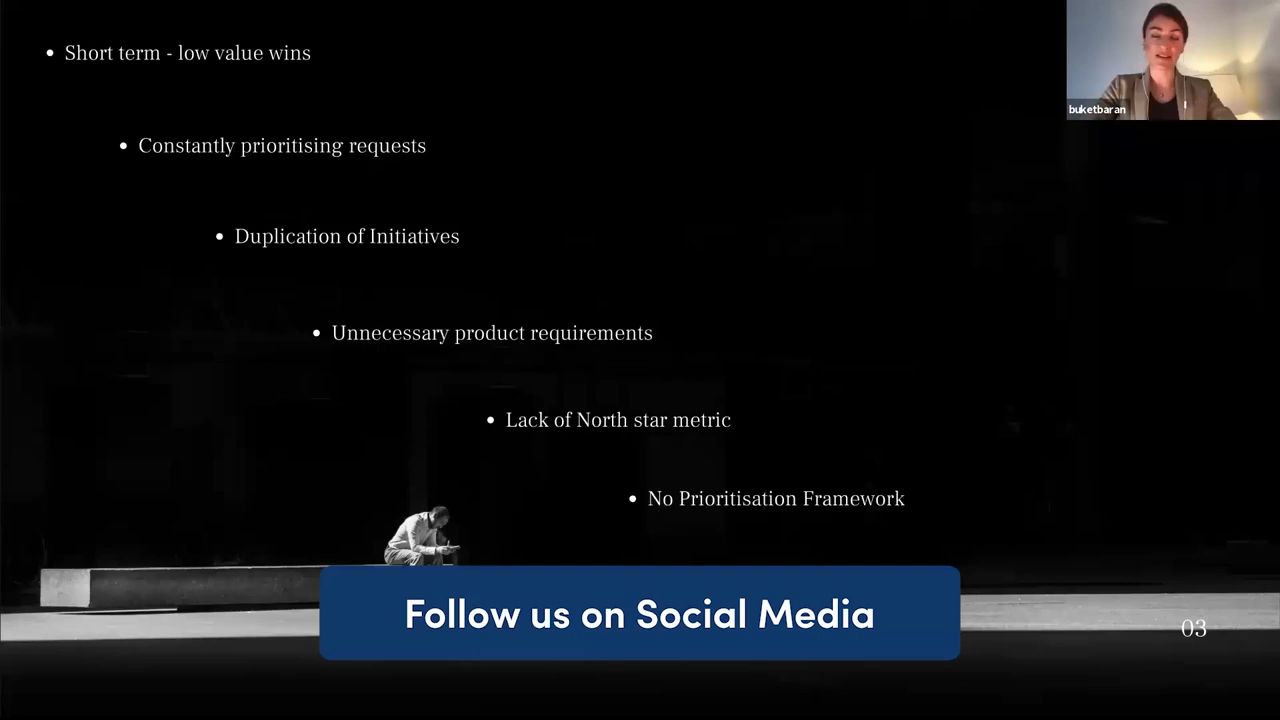 Short term - low value wins
buketbaran
Constantly prioritising requests
Duplication of Initiatives
Unnecessary product requirements
Lack of North star metric
No Prioritisation Framework
Follow us on Social Media
03